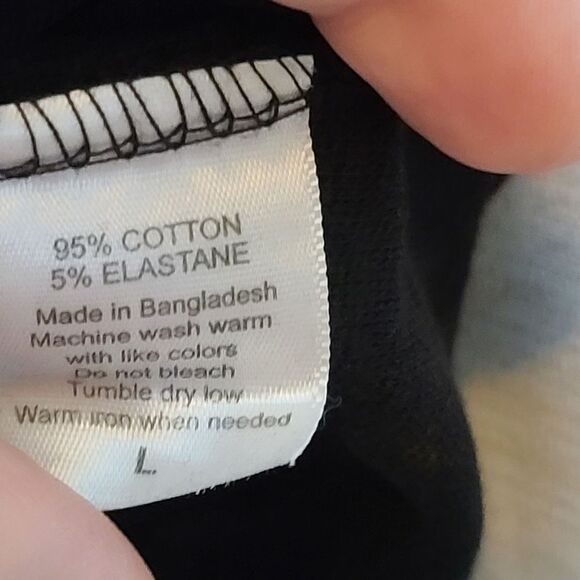 95% COTTON
5% ELASTANE
Made in Bangladesh
Machine wash warm
with like colors
Do not bleach
Tumble dry low
Warm iron when needed
L